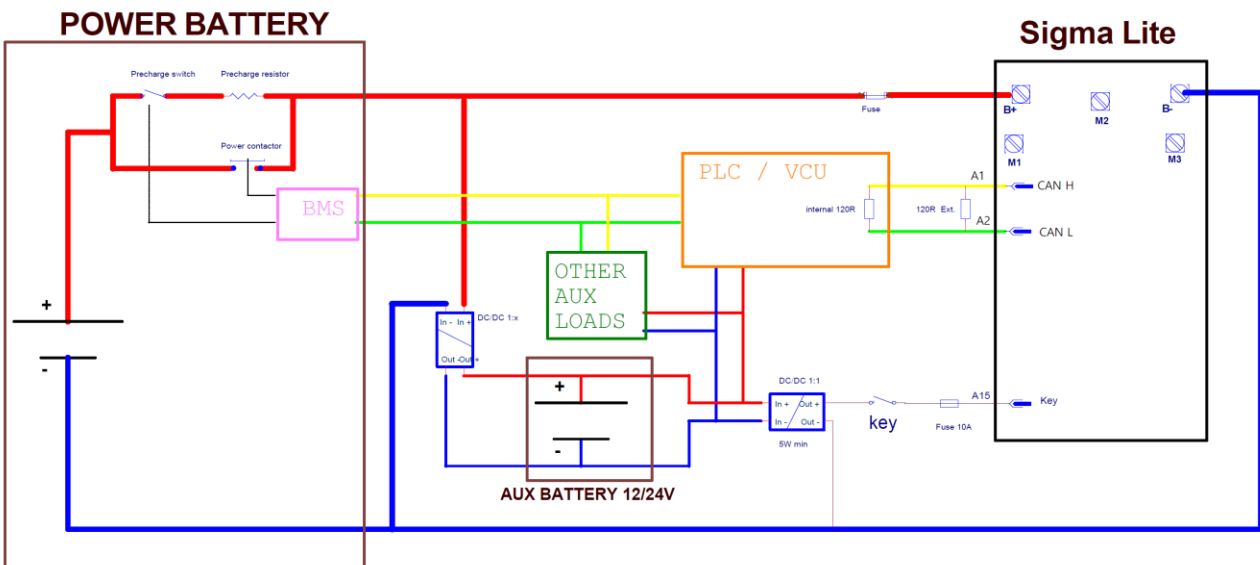 POWER BATTERY
Sigma Lite
Precharge switch
Precharge resistor
Fuse
B+
M2
B-
M1
M3
Power contactor
BMS
PLC / VCU
internal 120R
120R Ext.
A1
CAN H
A2
CAN L
OTHER
AUX
LOADS
+
-
In - In +
DC/DC 1:x
Out -Out +
+
-
AUX BATTERY 12/24V
DC/DC 1:1
In + Out +
In - Out -
5W min
key
Fuse 10A
A15
Key